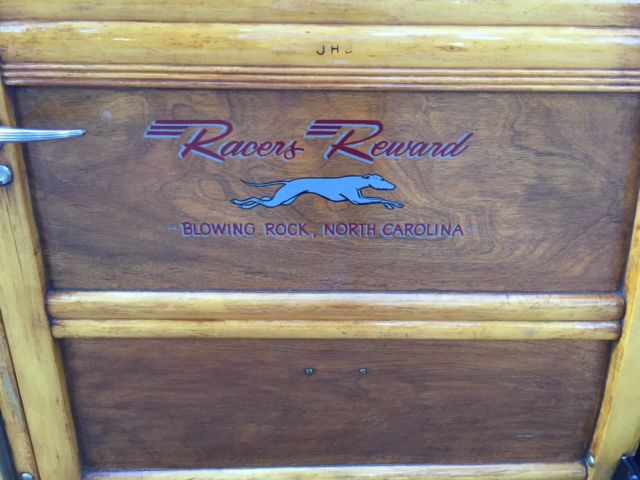 JHB
Racers Reward
BLOWING ROCK, NORTH CAROLINA